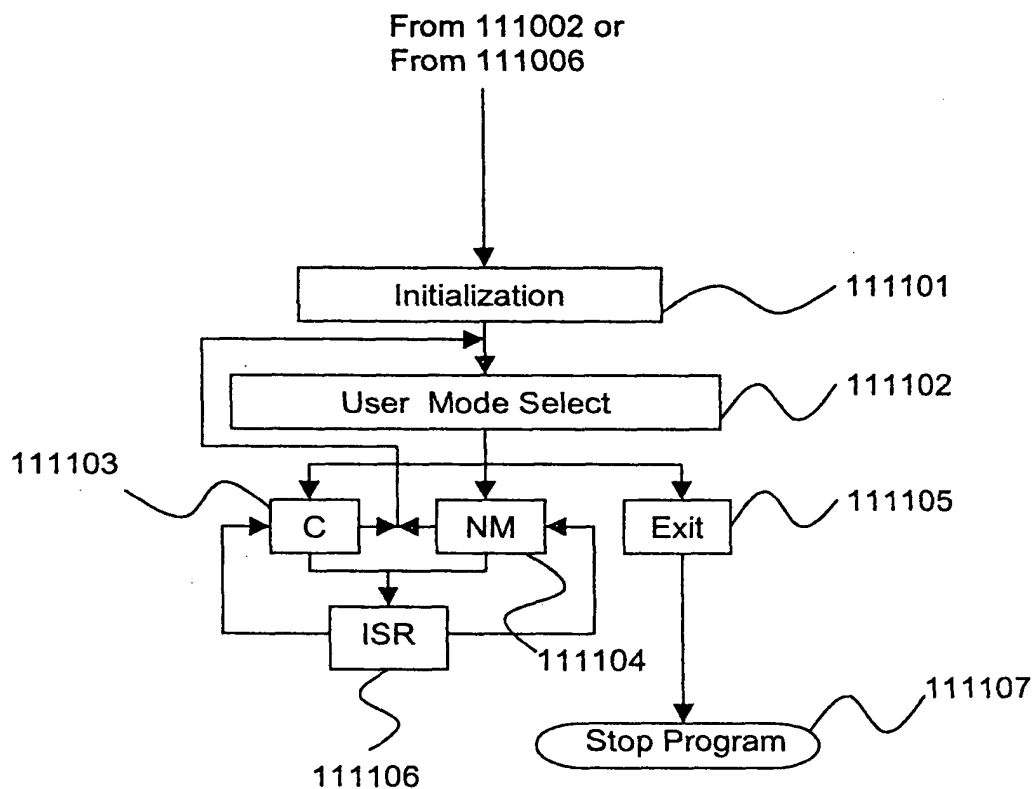 From 111002 or
From 111006
Initialization
111101
User Mode Select
111102
111103
C
NM
Exit
111105
ISR
111104
111106
Stop Program
111107